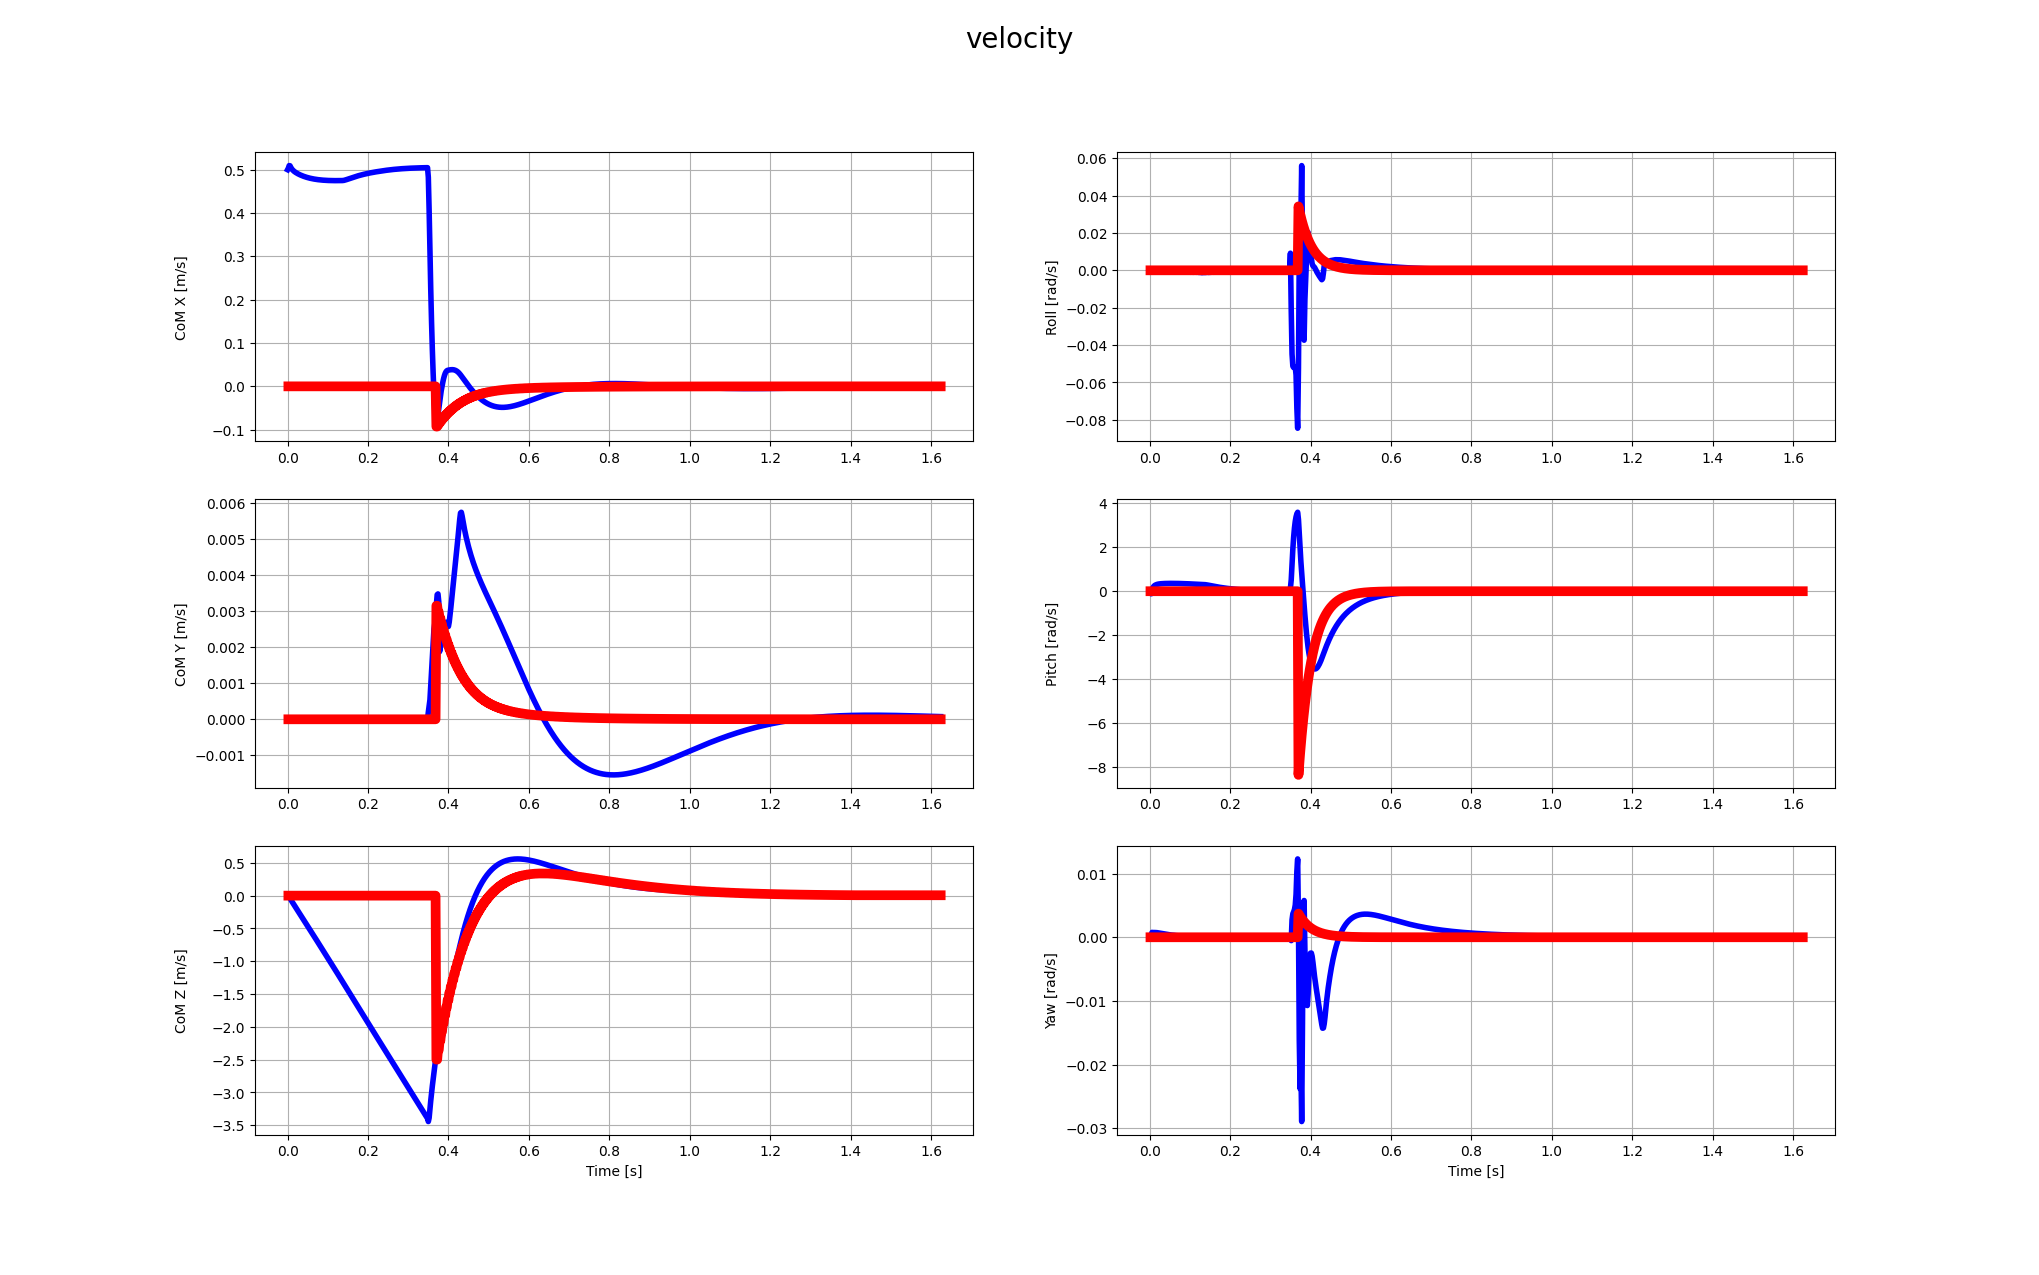 velocity
CoM X [m/s]
0.5
0.4
0.3
0.2
0.1
0.0
−0.1
0.0 0.2 0.4 0.6 0.8 1.0 1.2 1.4 1.6
Roll [rad/s]
0.06
0.04
0.02
0.00
−0.02
−0.04
−0.06
−0.08
0.0 0.2 0.4 0.6 0.8 1.0 1.2 1.4 1.6
CoM Y [m/s]
0.006
0.005
0.004
0.003
0.002
0.001
0.000
−0.001
0.0 0.2 0.4 0.6 0.8 1.0 1.2 1.4 1.6
Pitch [rad/s]
4
2
0
−2
−4
−6
−8
0.0 0.2 0.4 0.6 0.8 1.0 1.2 1.4 1.6
CoM Z [m/s]
0.5
0.0
−0.5
−1.0
−1.5
−2.0
−2.5
−3.0
−3.5
0.0 0.2 0.4 0.6 0.8 1.0 1.2 1.4 1.6
Time [s]
Yaw [rad/s]
0.01
0.00
−0.01
−0.02
−0.03
0.0 0.2 0.4 0.6 0.8 1.0 1.2 1.4 1.6
Time [s]